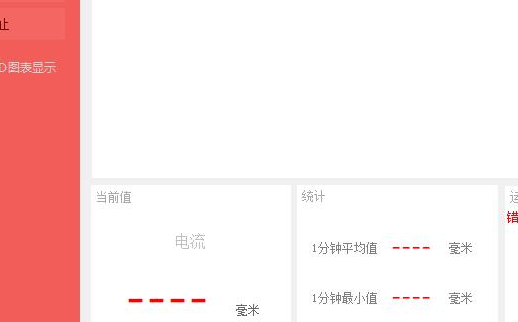 止
D图表显示
当前值
电流
---- 毫米
统计
1分钟平均值 ---- 毫米
1分钟最小值 ---- 毫米
运
错